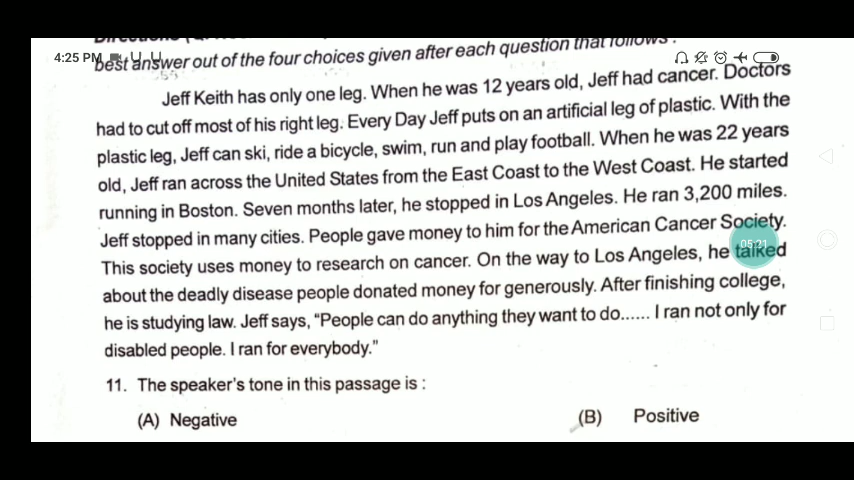 4:25 PM
best answer out of the four choices given after each question that follows :
Jeff Keith has only one leg. When he was 12 years old, Jeff had cancer. Doctors
had to cut off most of his right leg. Every Day Jeff puts on an artificial leg of plastic. With the
plastic leg, Jeff can ski, ride a bicycle, swim, run and play football. When he was 22 years
old, Jeff ran across the United States from the East Coast to the West Coast. He started
running in Boston. Seven months later, he stopped in Los Angeles. He ran 3,200 miles.
Jeff stopped in many cities. People gave money to him for the American Cancer Society.
05:21
This society uses money to research on cancer. On the way to Los Angeles, he talked
about the deadly disease people donated money for generously. After finishing college,
he is studying law. Jeff says, “People can do anything they want to do...... I ran not only for
disabled people. I ran for everybody.”
11. The speaker's tone in this passage is :
(A) Negative
(B) Positive